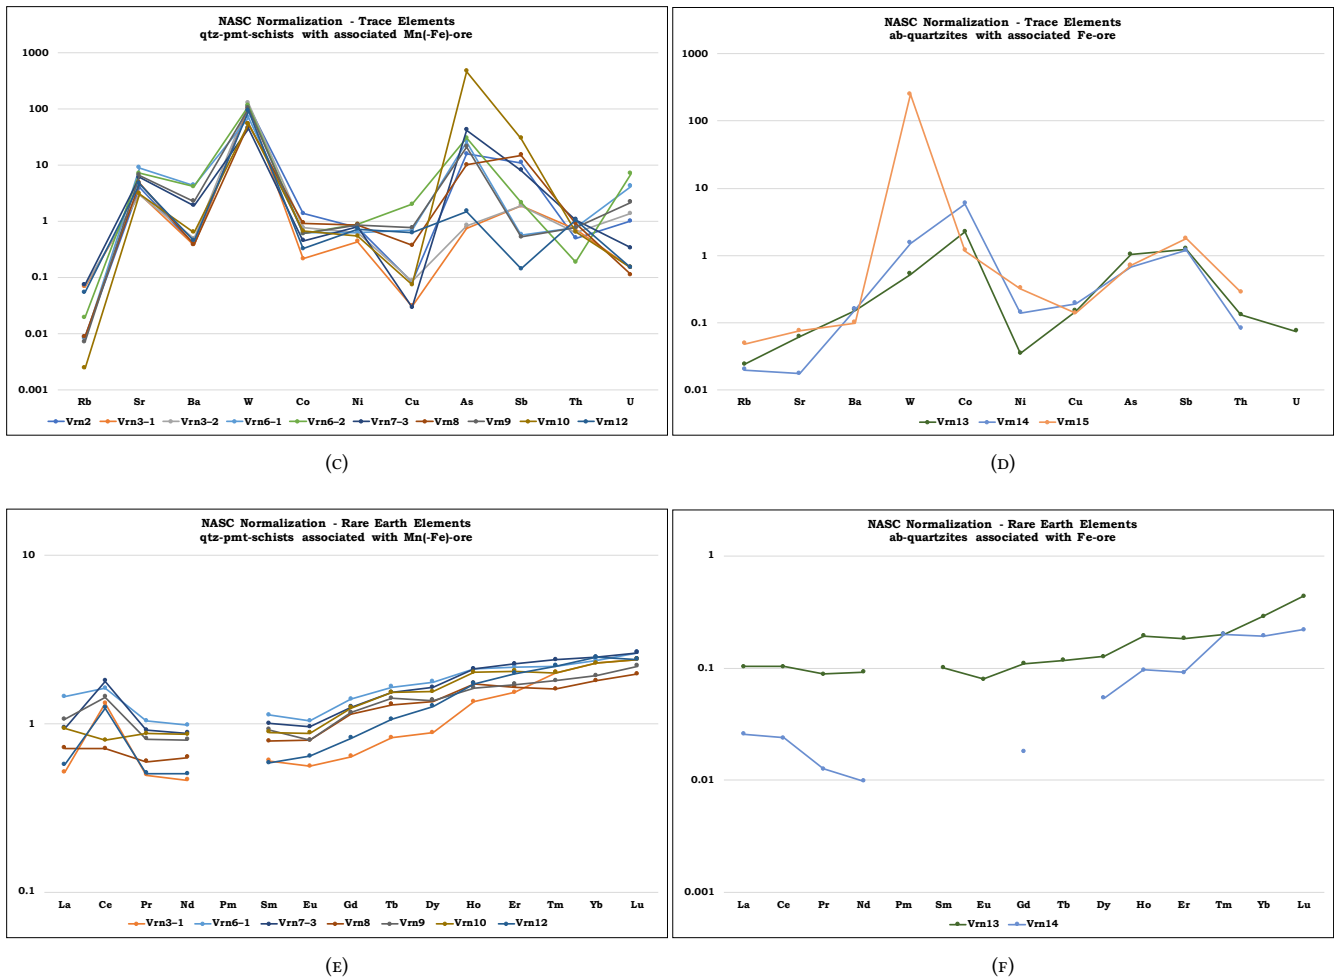 NASC Normalization - Trace Elements
qtz-pmt-schists with associated Mn(-Fe)-ore
1000
100
10
1
0.1
0.01
0.001
Rb Sr Ba W Co Ni Cu As Sb Th U
Vrn2 Vrn3-1 Vrn3-2 Vrn6-1 Vrn6-2 Vrn7-3 Vrn8 Vrn9 Vrn10 Vrn12
(C)
NASC Normalization - Trace Elements
ab-quartzites with associated Fe-ore
1000
100
10
1
0.1
0.01
Rb Sr Ba W Co Ni Cu As Sb Th U
Vrn13 Vrn14 Vrn15
(D)
NASC Normalization - Rare Earth Elements
qtz-pmt-schists associated with Mn(-Fe)-ore
10
1
0.1
La Ce Pr Nd Pm Sm Eu Gd Tb Dy Ho Er Tm Yb Lu
Vrn3-1 Vrn6-1 Vrn7-3 Vrn8 Vrn9 Vrn10 Vrn12
(E)
NASC Normalization - Rare Earth Elements
ab-quartzites associated with Fe-ore
1
0.1
0.01
0.001
La Ce Pr Nd Pm Sm Eu Gd Tb Dy Ho Er Tm Yb Lu
Vrn13 Vrn14
(F)